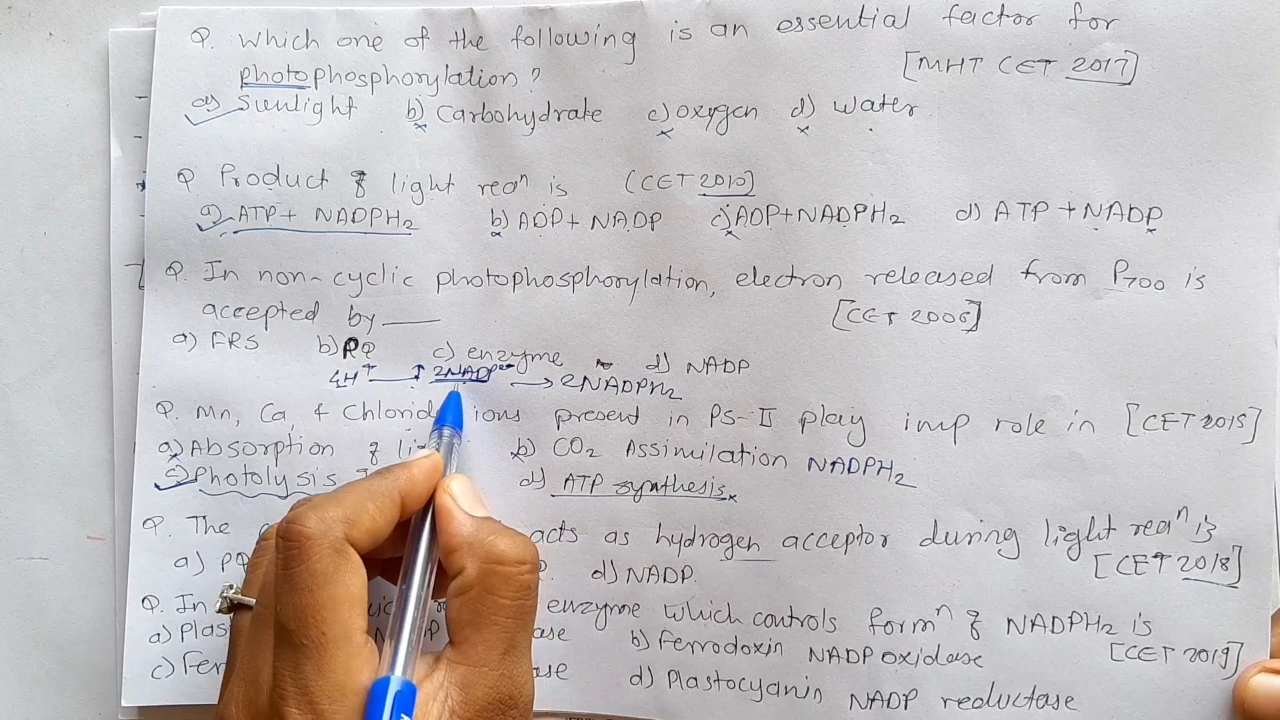 Q. Which one of the following is an essential factor for
photophosphorylation? [MHT CET 2017]
a) Sunlight b) Carbohydrate c) oxygen d) water
Q Product of light reaⁿ is (CET 2010)
a) ATP + NADPH2 b) ADP + NADP c) ADP+NADPH2 d) ATP + NADP
Q. In non-cyclic photophosphorylation, electron released from P700 is
accepted by — [CET 2006]
a) FRS b) PQ c) enzyme d) NADP
4H⁺ → 2NADP → 2NADPH2
Q. Mn, Ca, & Chloride ions present in PS-II play imp role in [CET 2015]
a) Absorption of b) CO2 Assimilation NADPH2
c) Photolysis d) ATP synthesis
Q. The acts as hydrogen acceptor during light reaⁿ is
a) PQ d) NADP. [CET 2018]
Q. In enzyme which controls formⁿ of NADPH2 is
a) Plas ase b) Ferrodoxin NADP oxidase [CET 2019]
c) Fer ase d) Plastocyanin NADP reductase